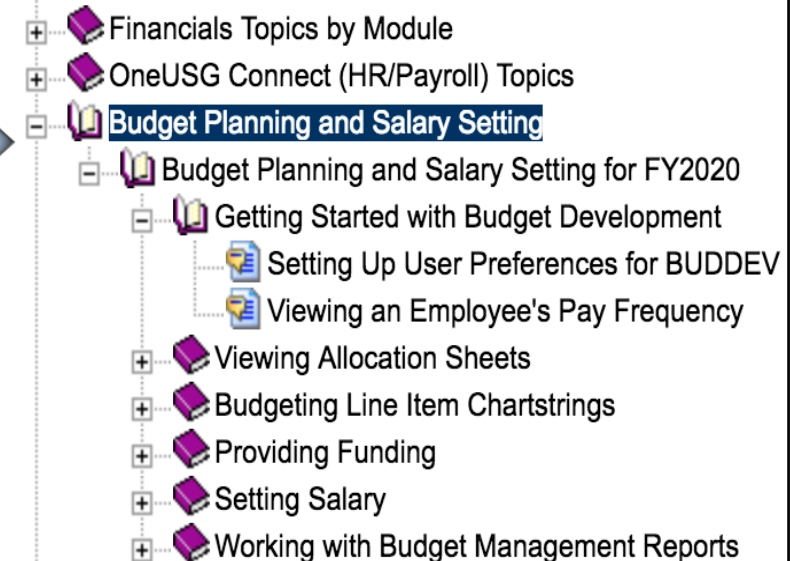 Financials Topics by Module
OneUSG Connect (HR/Payroll) Topics
Budget Planning and Salary Setting
Budget Planning and Salary Setting for FY2020
Getting Started with Budget Development
Setting Up User Preferences for BUDDEV
Viewing an Employee's Pay Frequency
Viewing Allocation Sheets
Budgeting Line Item Chartstrings
Providing Funding
Setting Salary
Working with Budget Management Reports